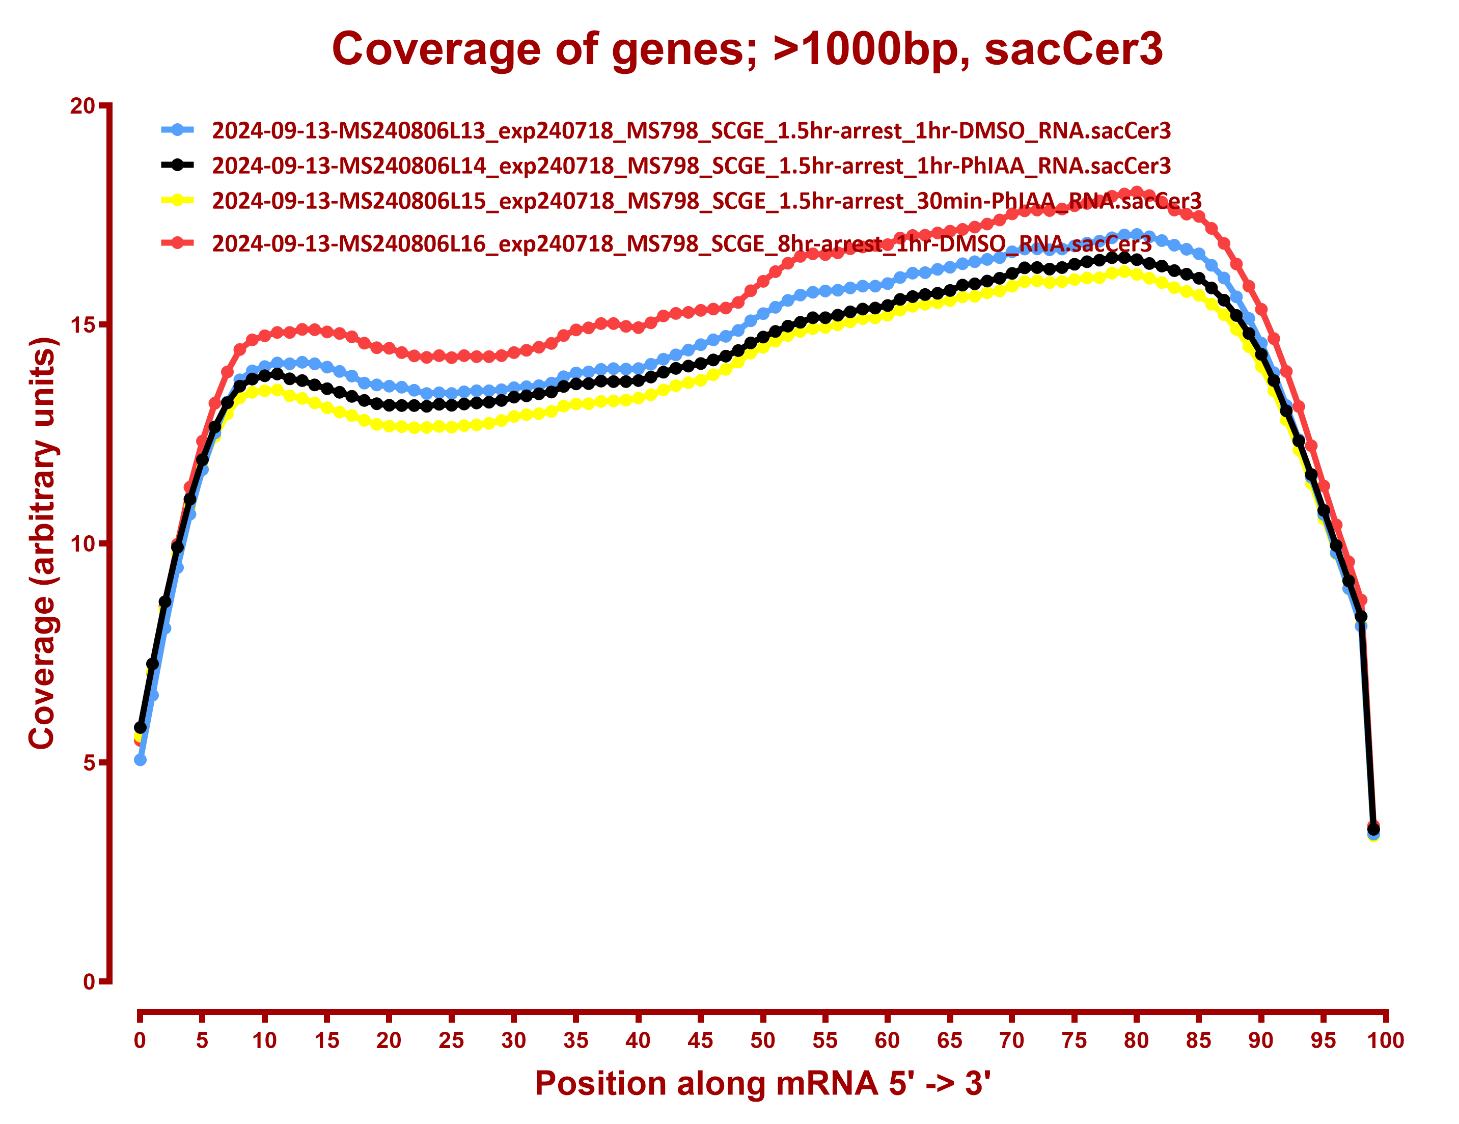 Coverage of genes; >1000bp, sacCer3
20
2024-09-13-MS240806L13_exp240718_MS798_SCGE_1.5hr-arrest_1hr-DMSO_RNA.sacCer3
2024-09-13-MS240806L14_exp240718_MS798_SCGE_1.5hr-arrest_1hr-PhIAA_RNA.sacCer3
2024-09-13-MS240806L15_exp240718_MS798_SCGE_1.5hr-arrest_30min-PhIAA_RNA.sacCer3
2024-09-13-MS240806L16_exp240718_MS798_SCGE_8hr-arrest_1hr-DMSO_RNA.sacCer3
15
10
5
0
Coverage (arbitrary units)
0 5 10 15 20 25 30 35 40 45 50 55 60 65 70 75 80 85 90 95 100
Position along mRNA 5' -> 3'